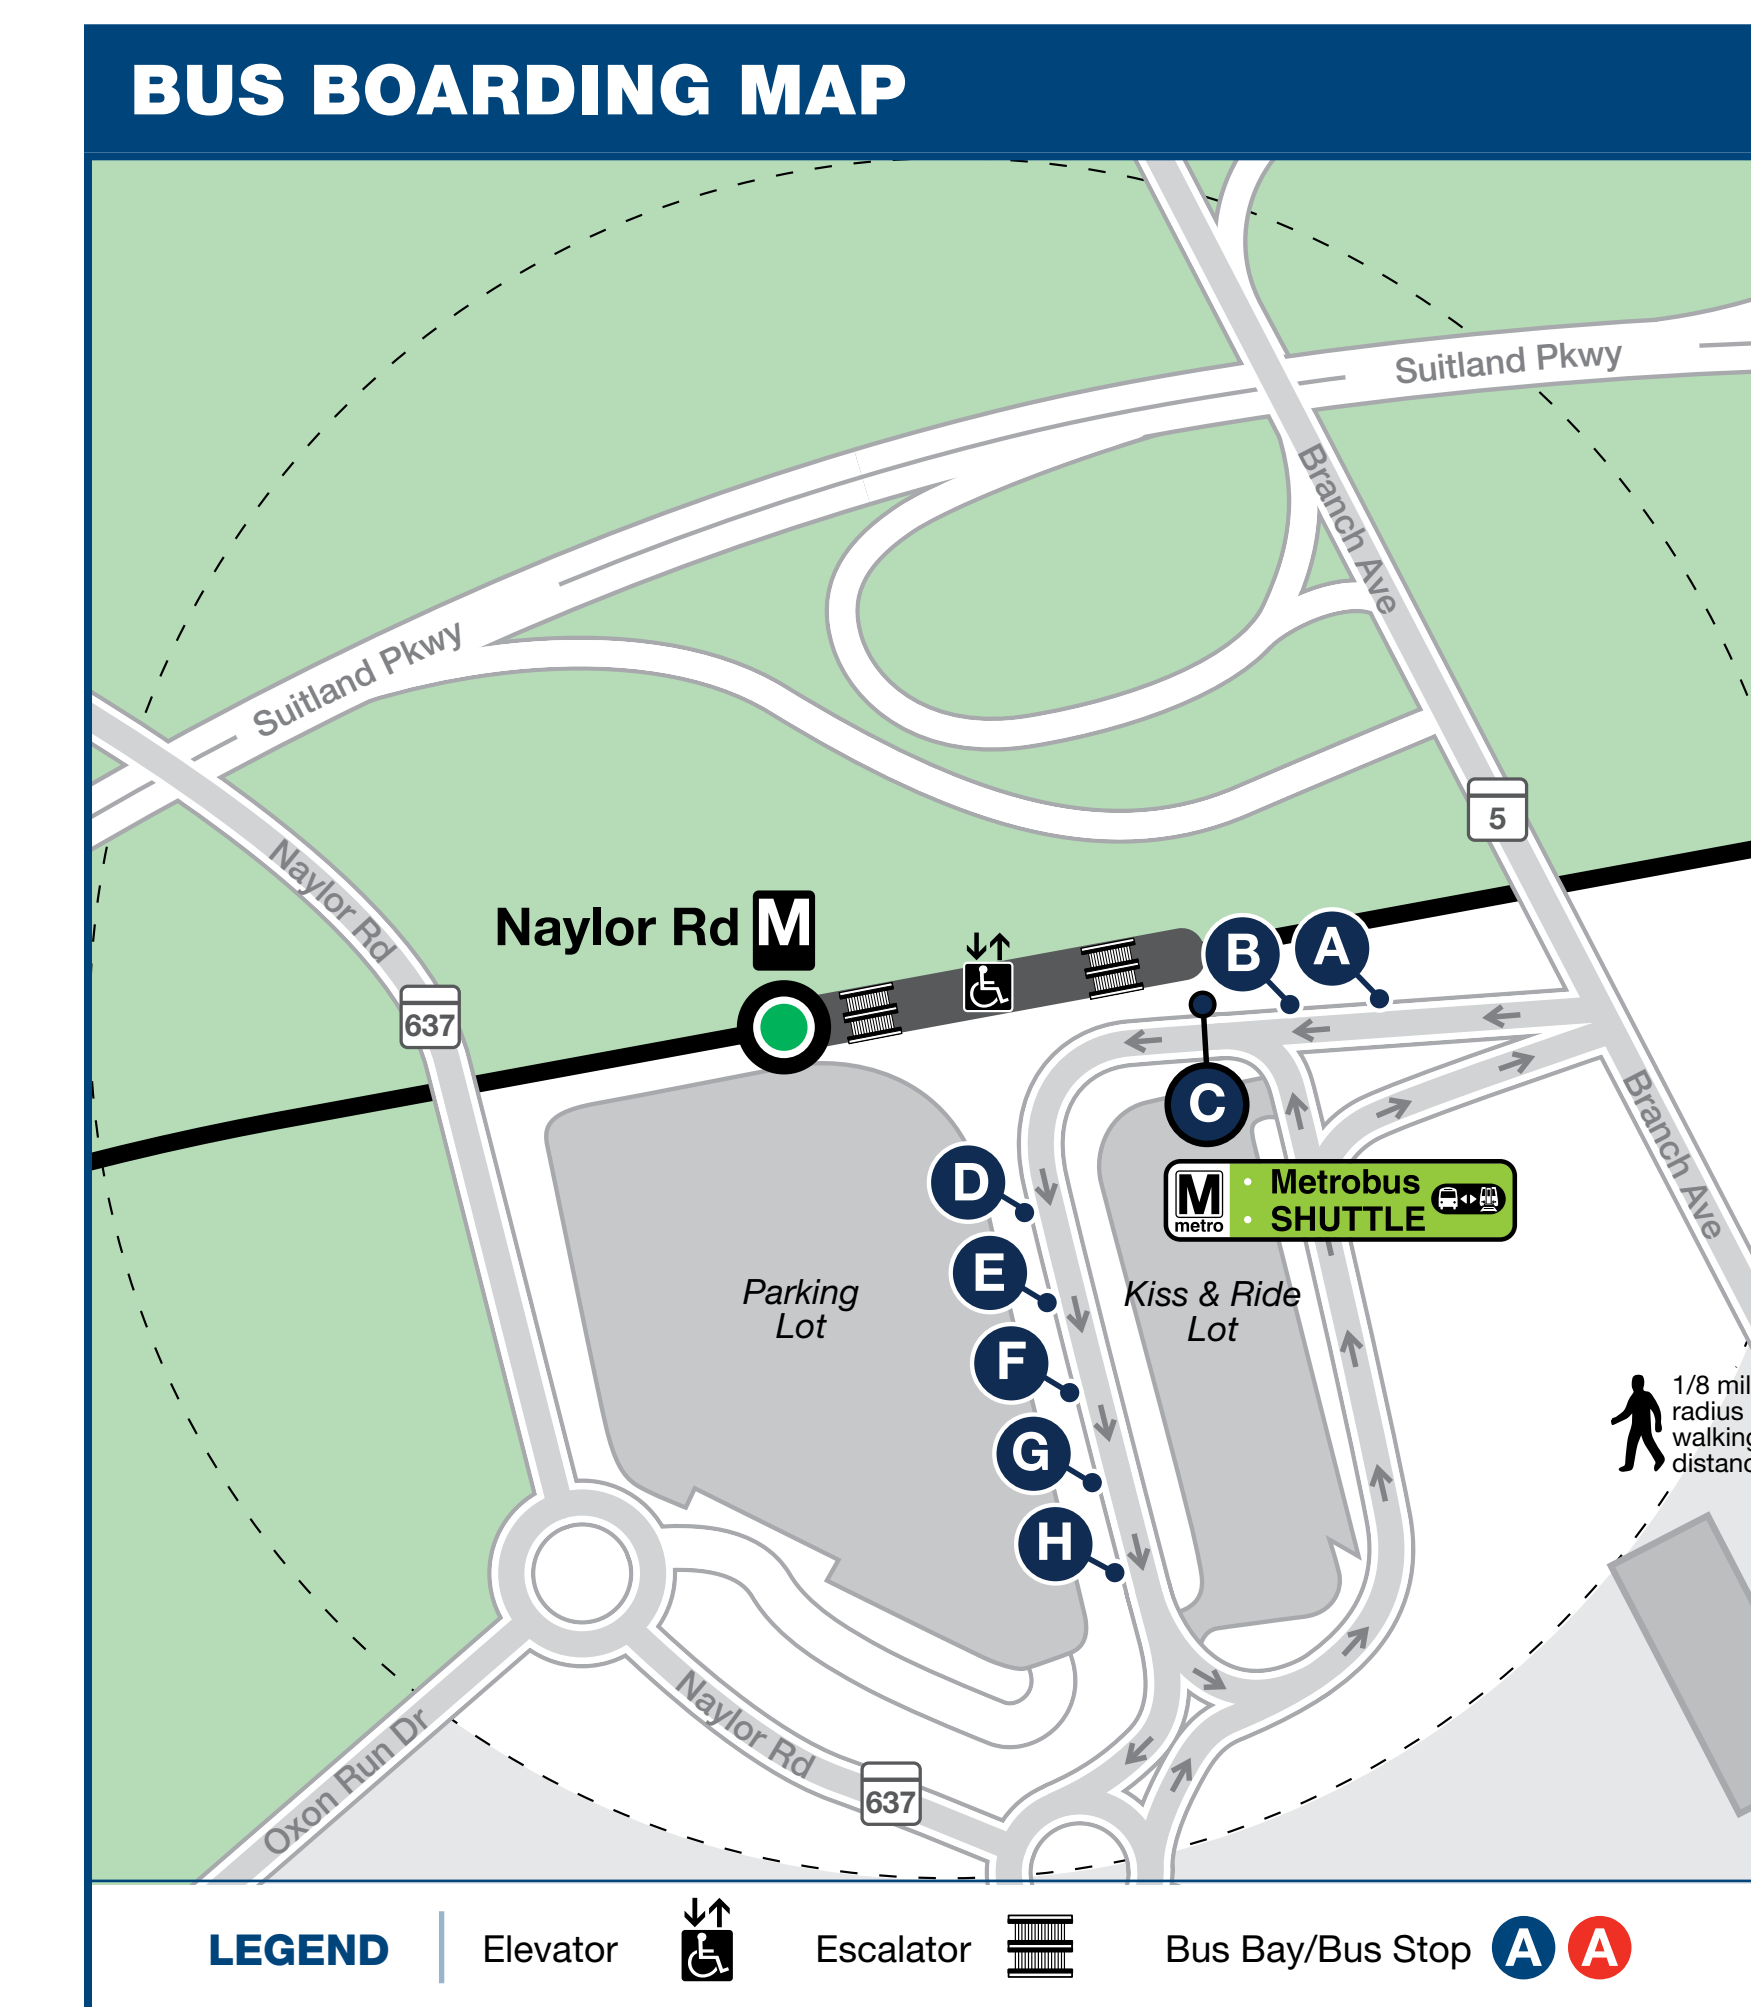 BUS BOARDING MAP
Suitland Pkwy
Branch Ave
Suitland Pkwy
5
Naylor Rd
Naylor Rd M
B A
637
C
Branch Ave
D
M metro
Metrobus
SHUTTLE
E
Parking
Lot
Kiss & Ride
Lot
F
1/8 mil
radius
walking
distanc
G
H
Naylor Rd
Oxon Run Dr
637
LEGEND Elevator Escalator Bus Bay/Bus Stop A A